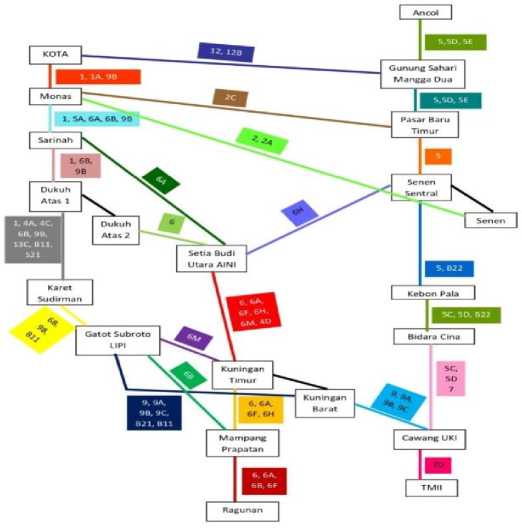 Ancol
5,5D, 5E
12, 12B
KOTA
Gunung Sahari
Mangga Dua
1, 1A, 9B
Monas
2C
5,5D, 5E
1, 5A, 6A, 6B, 9B
Pasar Baru
Timur
2, 2A
Sarinah
5
1, 6B,
9B
6A
Senen
Sentral
Dukuh
Atas 1
6H
Senen
1, 4A, 4C,
6B, 9B,
13C, B11,
S21
Dukuh
Atas 2
6
Setia Budi
Utara AINI
5, B22
Karet
Sudirman
Kebon Pala
6, 6A,
6F, 6H,
6M, 4D
5C, 5D, B22
6B,
9B,
B11
Gatot Subroto
LIPI
6M
Bidara Cina
6B
Kuningan
Timur
5C,
5D
7
9, 9A,
9B, 9C,
B21, B11
6, 6A,
6F, 6H
Kuningan
Barat
9, 9A,
9B, 9C
Mampang
Prapatan
Cawang UKI
6, 6A,
6B, 6F
7D
TMII
Ragunan